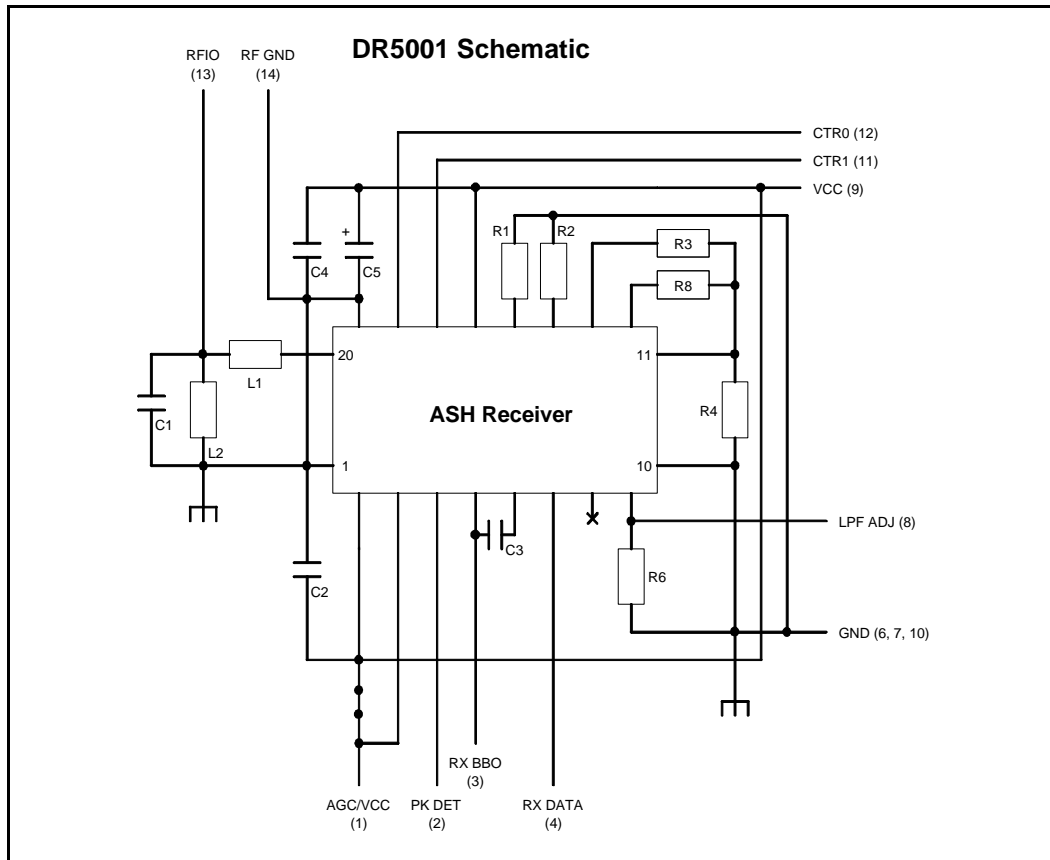 DR5001 Schematic
RFIO
(13)
RF GND
(14)
CTR0 (12)
CTR1 (11)
VCC (9)
R1
R2
R3
+
C4
C5
R8
20
11
L1
C1
L2
ASH Receiver
R4
1
10
LPF ADJ (8)
C3
C2
R6
GND (6, 7, 10)
RX BBO
(3)
AGC/VCC
(1)
PK DET
(2)
RX DATA
(4)